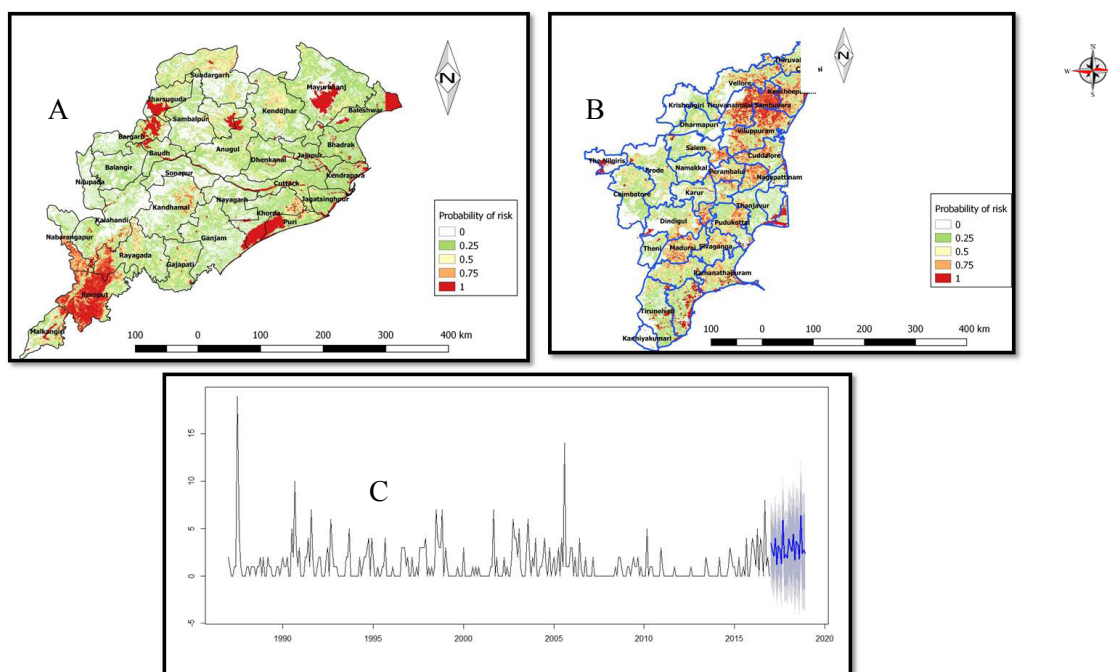 A
Sundargarh
Jharsuguda
Sambalpur
Kendujhar
Mayurbhanj
Baleshwar
Bargarh
Baudh
Anugul
Bhadrak
Balangir
Sonapur
Dhenkanal
Jajapur
Kendrapara
Nuapada
Cuttack
Kandhamal
Nayagarh
Jagatsinghpur
Kalahandi
Khorda
Puri
Nabarangapur
Rayagada
Ganjam
Gajapati
Koraput
Malkangiri
N
Probability of risk
0
0.25
0.5
0.75
1
100 0 100 200 300 400 km
B
Vellore
Krishnagiri
Tiruvanamalai
Dharmapuri
Viluppuram
Salem
The Nilgiris
Erode
Namakkal
Perambalur
Cuddalore
Nagapattinam
Coimbatore
Karur
Thanjavur
Dindigul
Pudukottai
Theni
Madurai
Sivaganga
Ramanathapuram
Tirunelveli
Kanniyakumari
N
Probability of risk
0
0.25
0.5
0.75
1
100 0 100 200 300 400 km
N
W
S
C
15
10
5
0
-5
1990 1995 2000 2005 2010 2015 2020